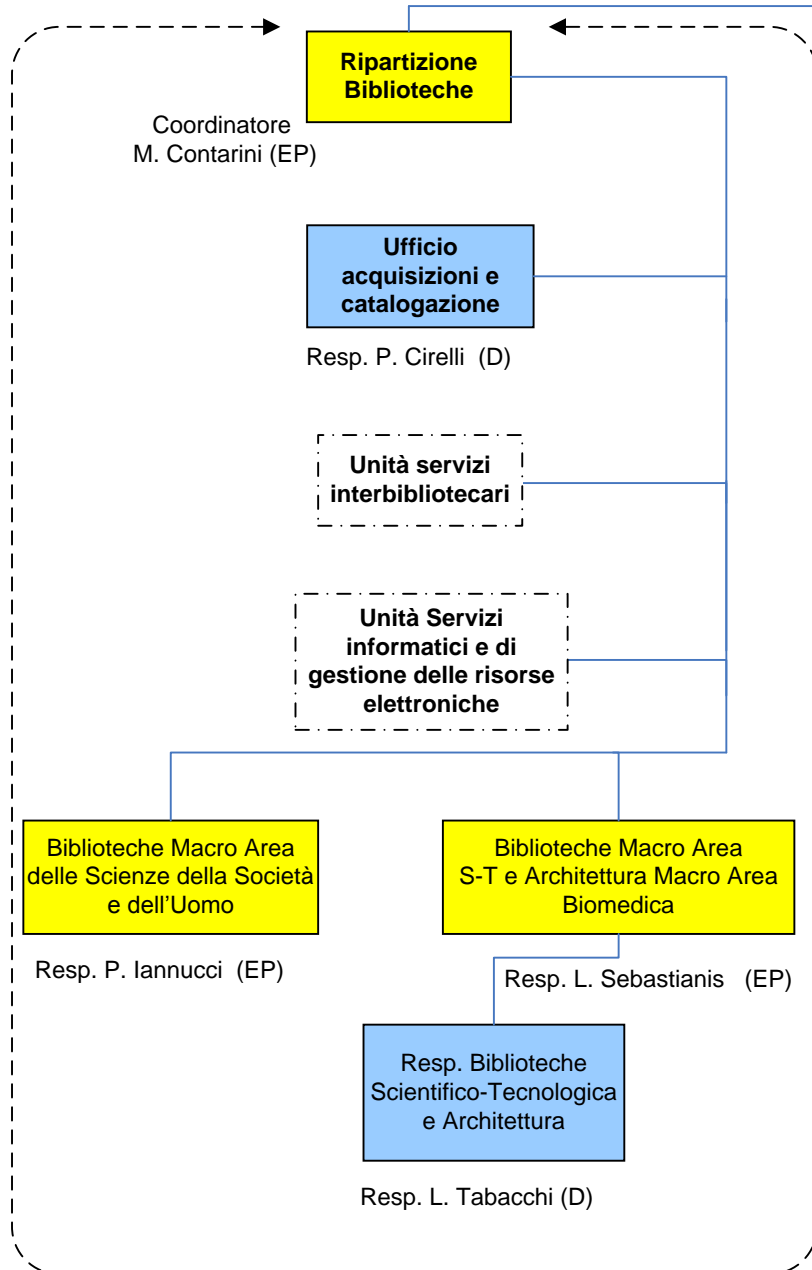 Ripartizione
Biblioteche
Coordinatore
M. Contarini (EP)
Ufficio
acquisizioni e
catalogazione
Resp. P. Cirelli (D)
Unità servizi
interbibliotecari
Unità Servizi
informatici e di
gestione delle risorse
elettroniche
Biblioteche Macro Area
delle Scienze della Società
e dell'Uomo
Resp. P. Iannucci (EP)
Biblioteche Macro Area
S-T e Architettura Macro Area
Biomedica
Resp. L. Sebastianis (EP)
Resp. Biblioteche
Scientifico-Tecnologica
e Architettura
Resp. L. Tabacchi (D)